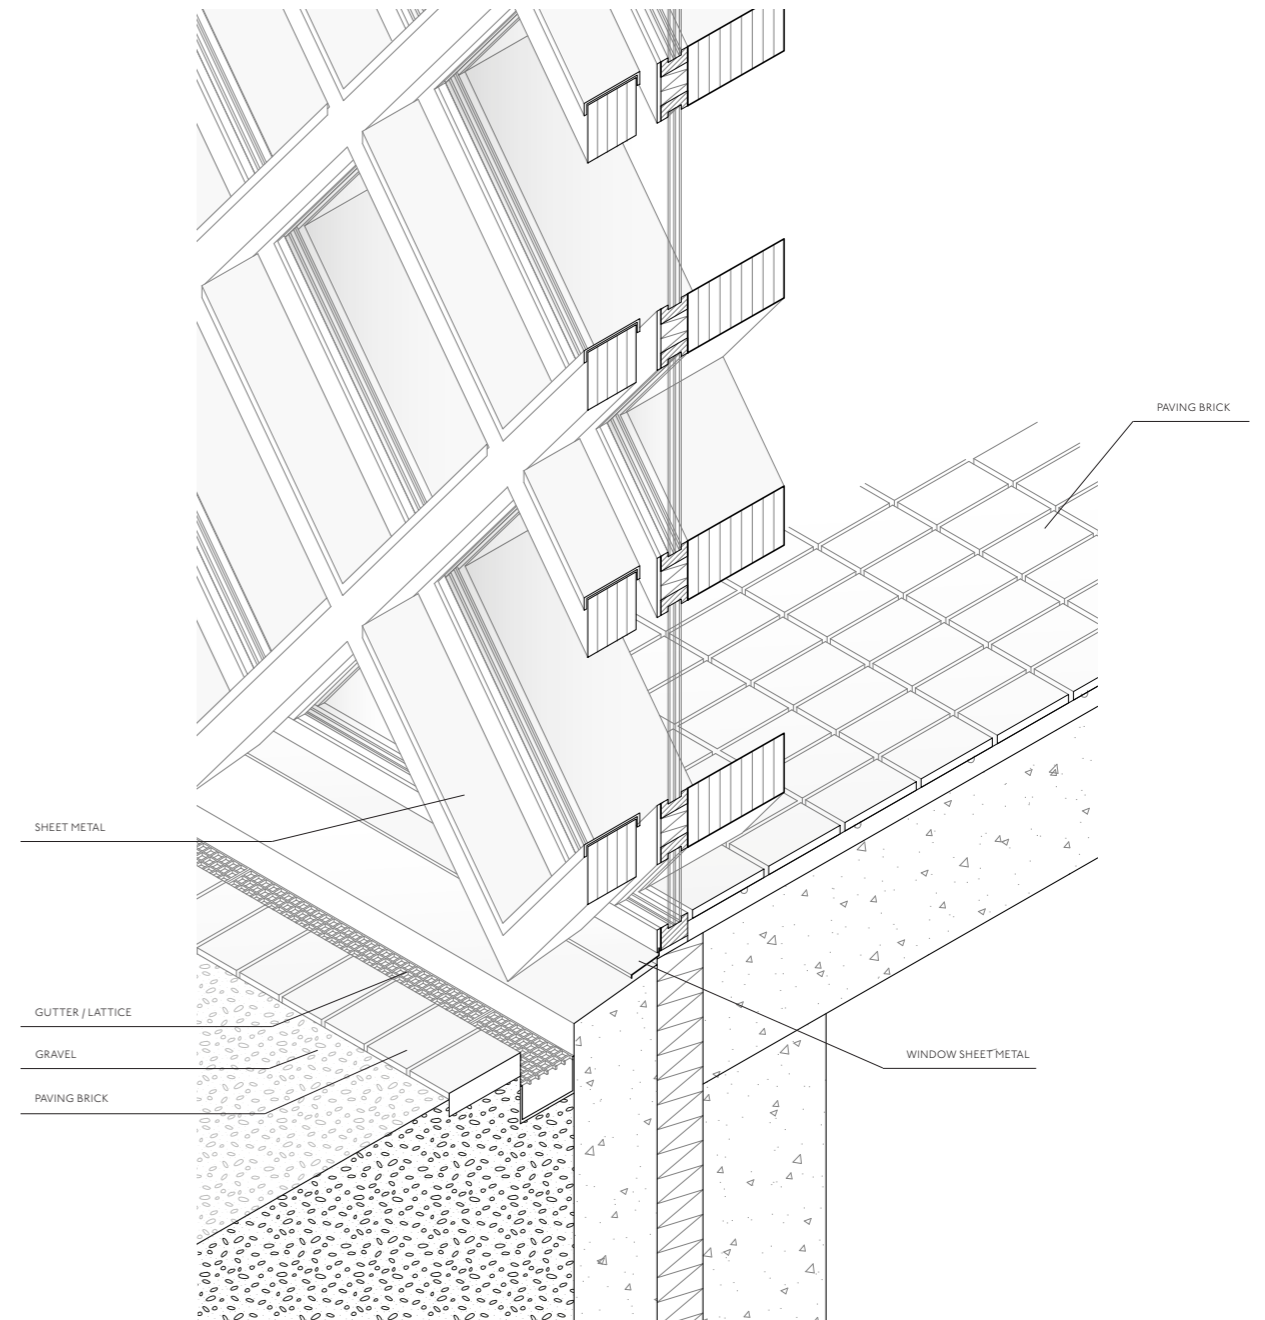 PAVING BRICK
SHEET METAL
GUTTER / LATTICE
GRAVEL
WINDOW SHEET METAL
PAVING BRICK